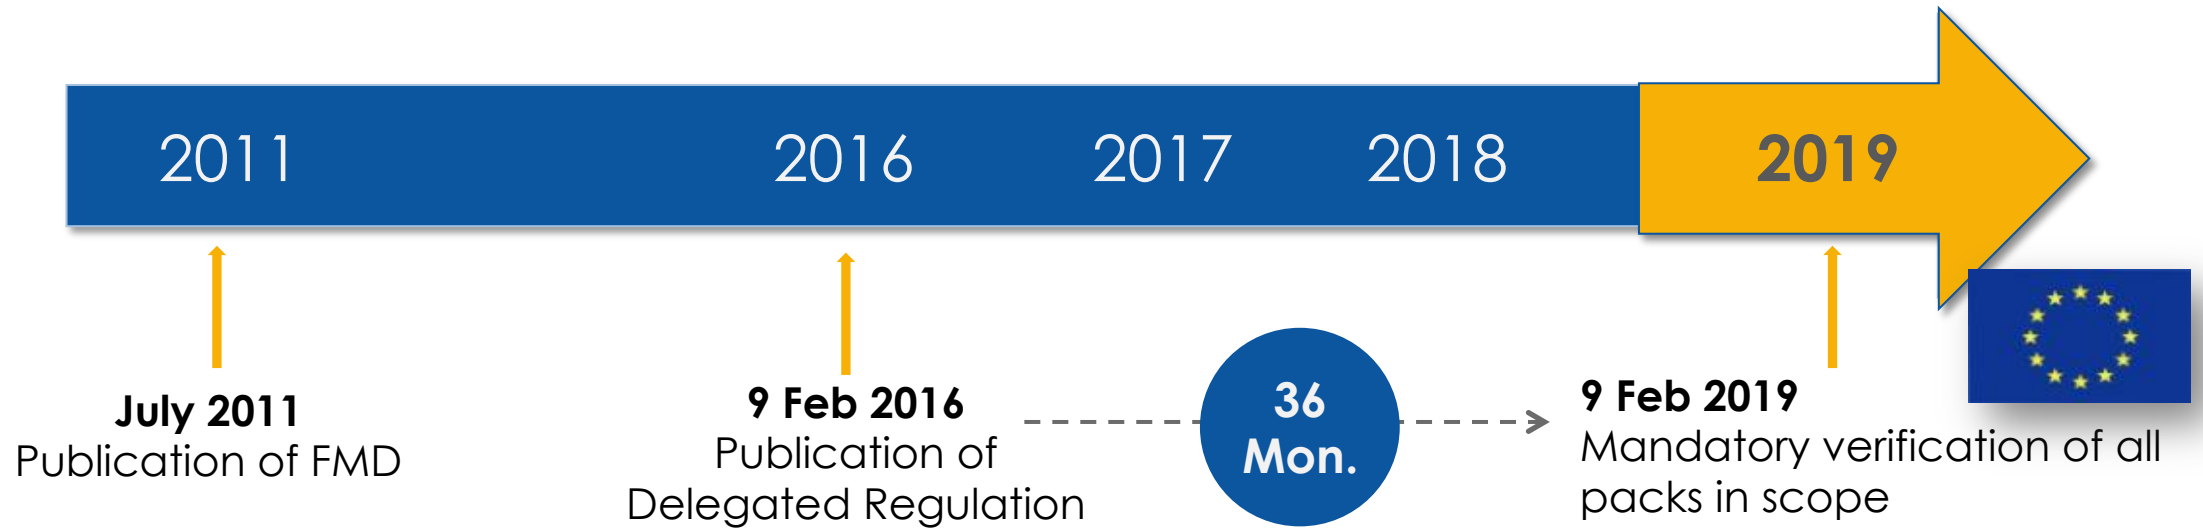 2011 2016 2017 2018 2019
July 2011
Publication of FMD
9 Feb 2016
Publication of
Delegated Regulation
36
Mon.
9 Feb 2019
Mandatory verification of all
packs in scope